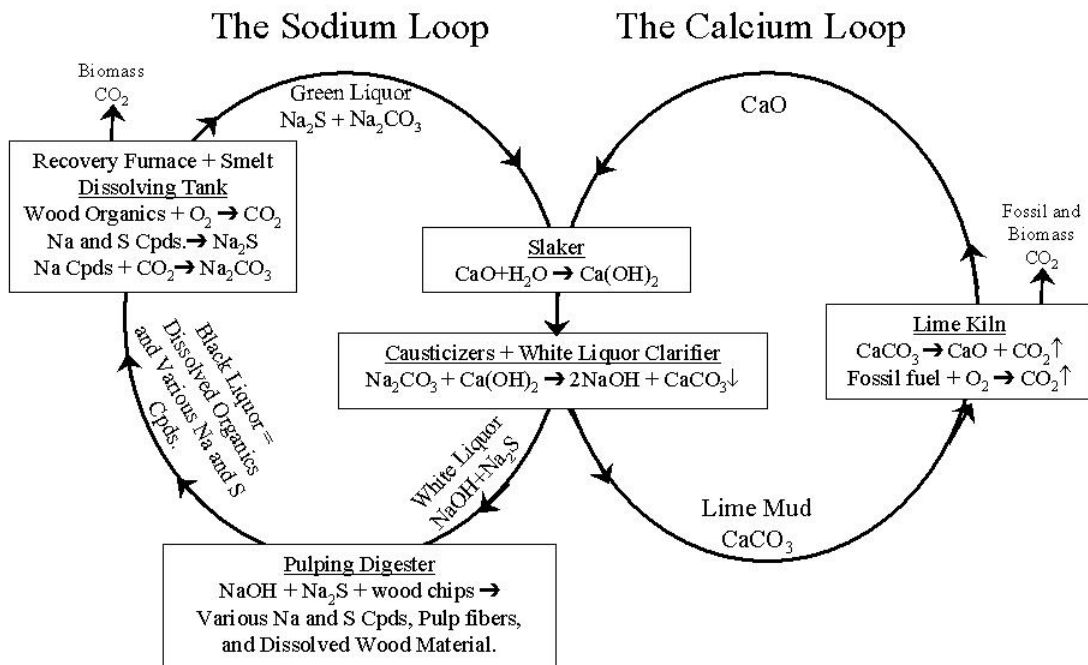 The Sodium Loop
The Calcium Loop
Biomass
CO₂
Green Liquor
Na₂S + Na₂CO₃
CaO
Recovery Furnace + Smelt
Dissolving Tank
Wood Organics + O₂ ➔ CO₂
Na and S Cpds.➔ Na₂S
Na Cpds + CO₂➔ Na₂CO₃
Slaker
CaO+H₂O ➔ Ca(OH)₂
Fossil and
Biomass
CO₂
Causticizers + White Liquor Clarifier
Na₂CO₃ + Ca(OH)₂ ➔ 2NaOH + CaCO₃↓
Lime Kiln
CaCO₃ ➔ CaO + CO₂↑
Fossil fuel + O₂ ➔ CO₂↑
Black Liquor =
Dissolved Organics
and Various Na and S
Cpds.
White Liquor
NaOH+Na₂S
Lime Mud
CaCO₃
Pulping Digester
NaOH + Na₂S + wood chips ➔
Various Na and S Cpds, Pulp fibers,
and Dissolved Wood Material.